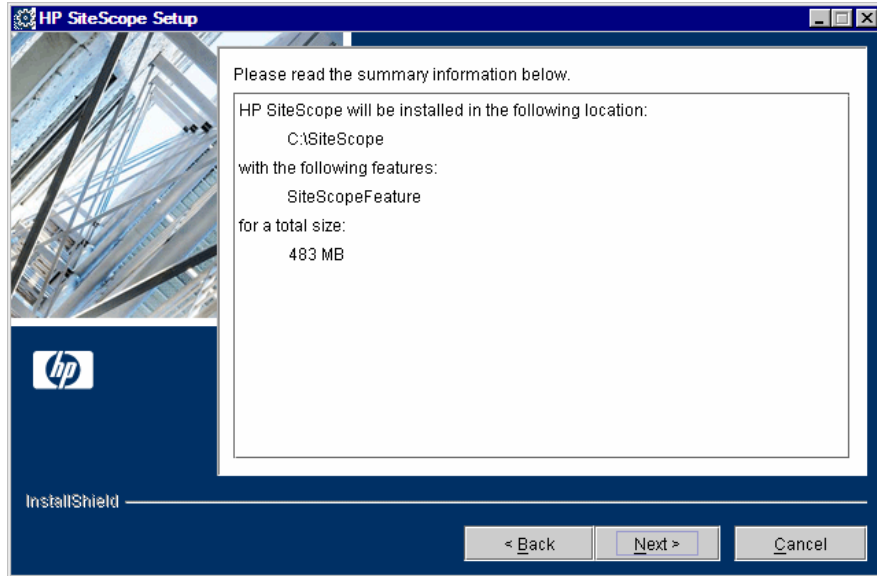 HP SiteScope Setup
Please read the summary information below.
HP SiteScope will be installed in the following location:
C:\SiteScope
with the following features:
SiteScopeFeature
for a total size:
483 MB
hp
InstallShield
< Back
Next >
Cancel